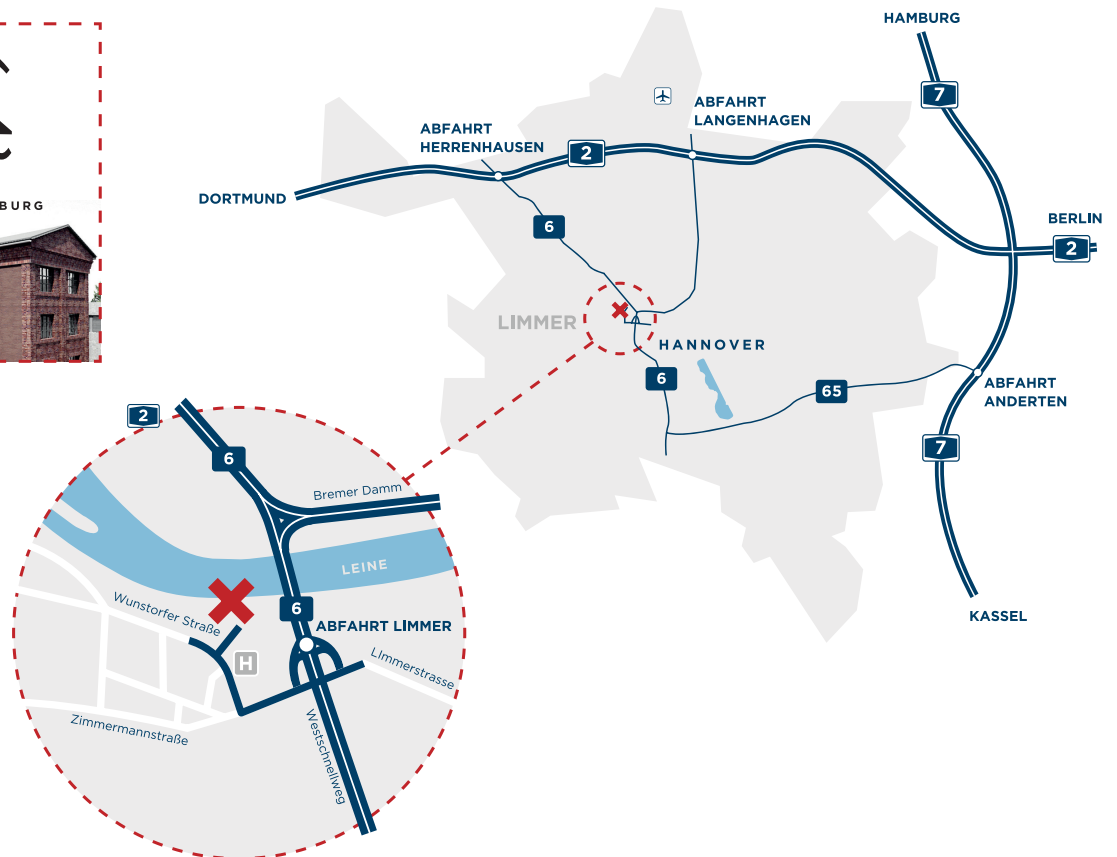 HAMBURG
7
ABFAHRT
LANGENHAGEN
ABFAHRT
HERRENHAUSEN
2
DORTMUND
BURG
6
BERLIN
2
LIMMER
HANNOVER
6
65
ABFAHRT
ANDERTEN
7
KASSEL
2
6
Bremer Damm
LEINE
Wunstorfer Straße
6
ABFAHRT LIMMER
H
LImmerstrasse
Zimmermannstraße
Westschnellweg